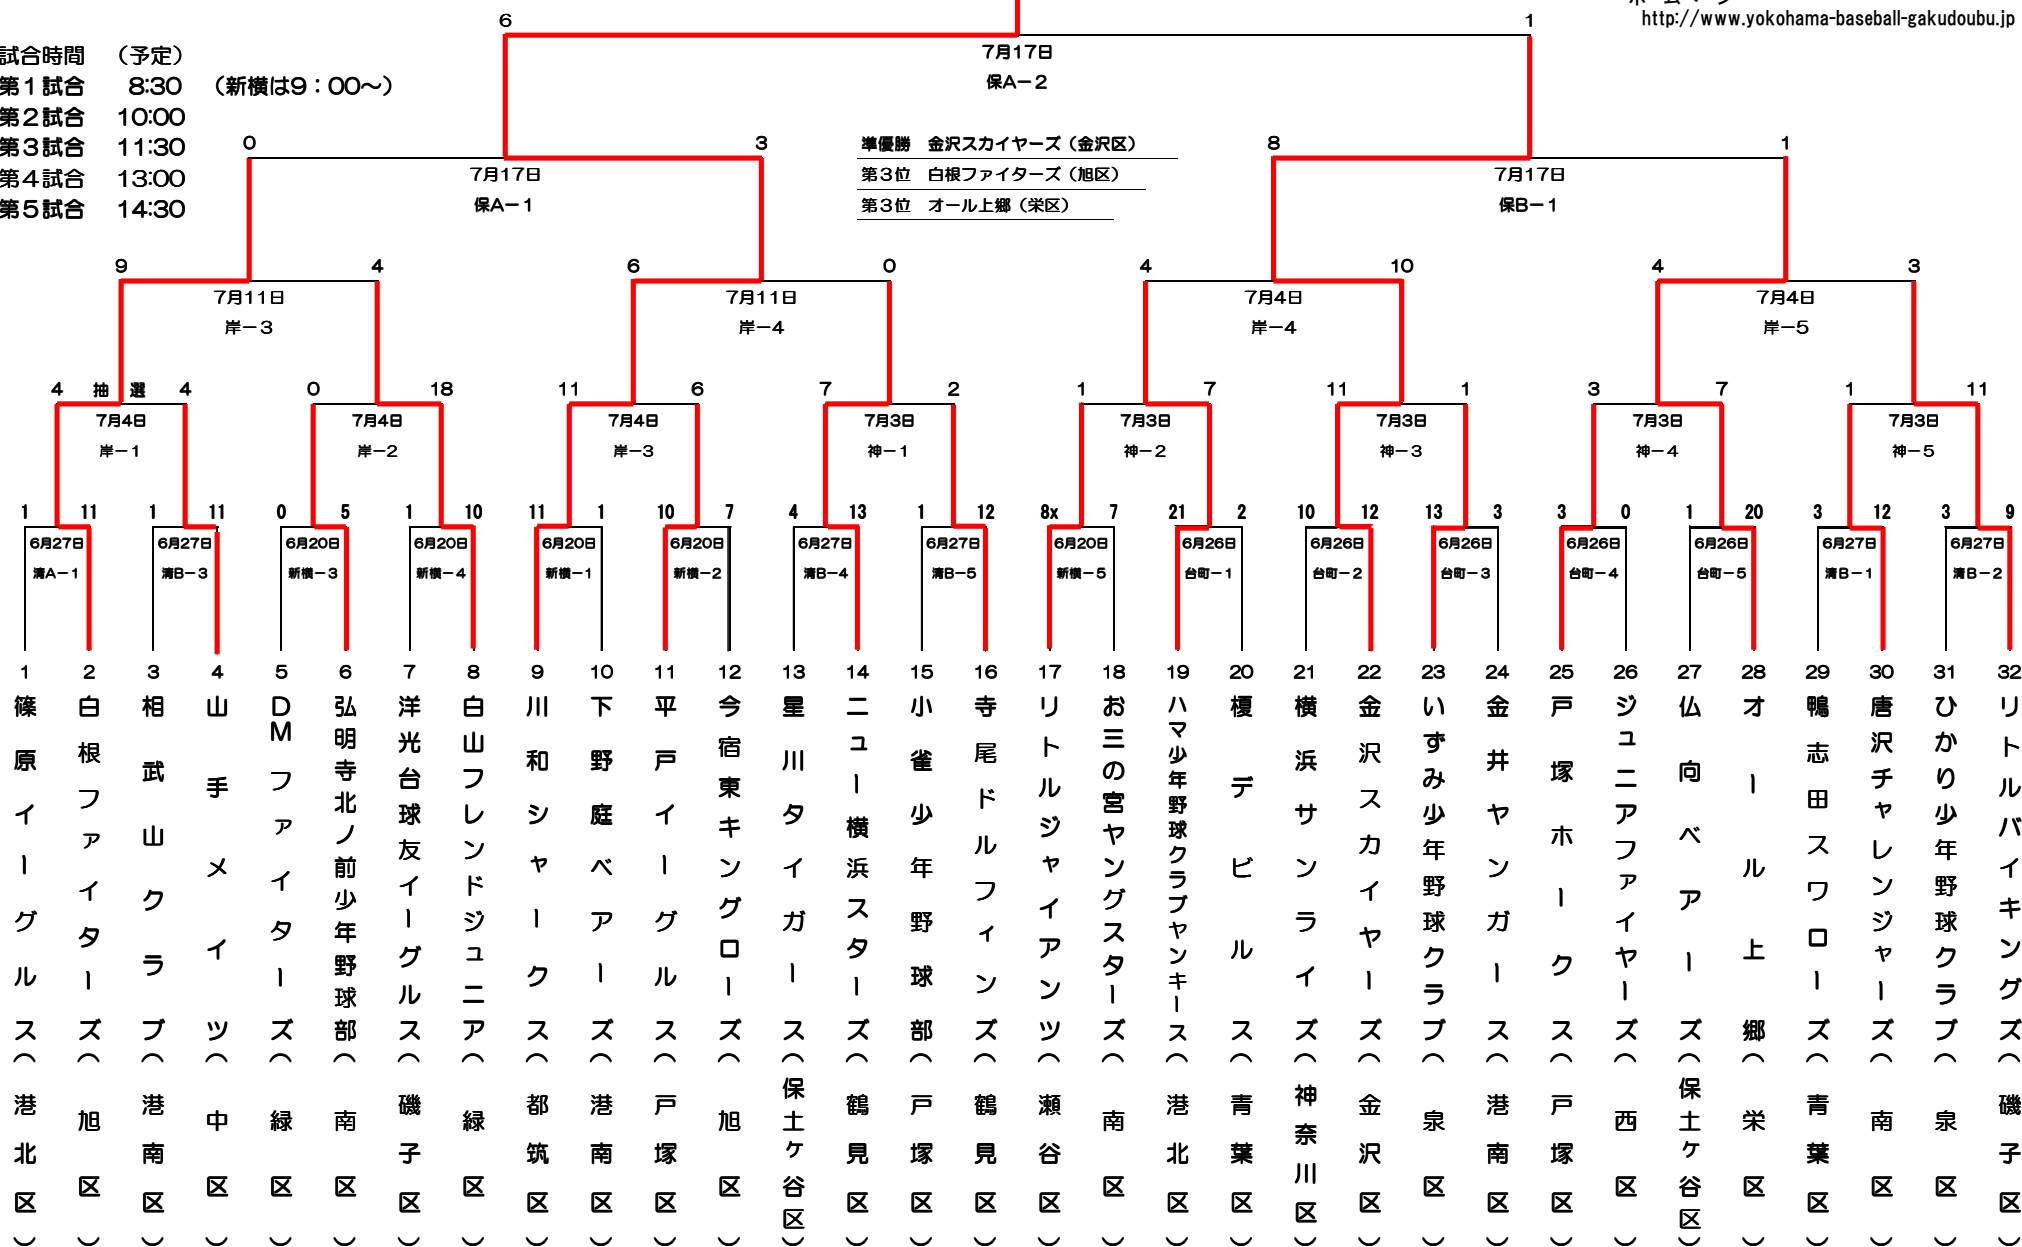 http://www.yokohama-baseball-gakudoubu.jp
6 1
7月17日
保A-2
試合時間 (予定)
第1試合 8:30 (新横は9:00～)
第2試合 10:00
第3試合 11:30
第4試合 13:00
第5試合 14:30
準優勝 金沢スカイヤーズ(金沢区)
第3位 白根ファイターズ(旭区)
第3位 オール上郷(栄区)
0 3 8 1
7月17日 7月17日
保A-1 保B-1
9 4 6 0 4 10 4 3
7月11日 7月11日 7月4日 7月4日
岸-3 岸-4 岸-4 岸-5
4 抽選 4 0 18 11 6 7 2 1 7 11 1 3 7 1 11
7月4日 7月4日 7月4日 7月3日 7月3日 7月3日 7月3日 7月3日
岸-1 岸-2 岸-3 神-1 神-2 神-3 神-4 神-5
1 11 1 11 0 5 1 10 11 1 10 7 4 13 1 12 8x 7 21 2 10 12 13 3 3 0 1 20 3 12 3 9
6月27日 6月27日 6月20日 6月20日 6月20日 6月20日 6月27日 6月27日 6月20日 6月26日 6月26日 6月26日 6月26日 6月26日 6月27日 6月27日
清A-1 清B-3 新横-3 新横-4 新横-1 新横-2 清B-4 清B-5 新横-5 台町-1 台町-2 台町-3 台町-4 台町-5 清B-1 清B-2
1 篠原イーグルス(港北区)
2 白根ファイターズ(旭区)
3 相武山クラブ(港南区)
4 山手メイツ(中区)
5 DMファイターズ(緑区)
6 弘明寺北ノ前少年野球部(南区)
7 洋光台球友イーグルス(磯子区)
8 白山フレンドジュニア(緑区)
9 川和シャークス(都筑区)
10 下野庭ベアーズ(港南区)
11 平戸イーグルス(戸塚区)
12 今宿東キングローズ(旭区)
13 星川タイガース(保土ケ谷区)
14 ニュー横浜スターズ(鶴見区)
15 小雀少年野球部(戸塚区)
16 寺尾ドルフィンズ(鶴見区)
17 リトルジャイアンツ(瀬谷区)
18 お三の宮ヤングスターズ(南区)
19 ハマ少年野球クラブヤンキース(港北区)
20 榎デビルス(青葉区)
21 横浜サンライズ(神奈川区)
22 金沢スカイヤーズ(金沢区)
23 いずみ少年野球クラブ(泉区)
24 金井ヤンガース(港南区)
25 戸塚ホークス(戸塚区)
26 ジュニアファイヤーズ(西区)
27 仏向ベアーズ(保土ケ谷区)
28 オール上郷(栄区)
29 鴨志田スワローズ(青葉区)
30 唐沢チャレンジャーズ(南区)
31 ひかり少年野球クラブ(泉区)
32 リトルバイキングズ(磯子区)